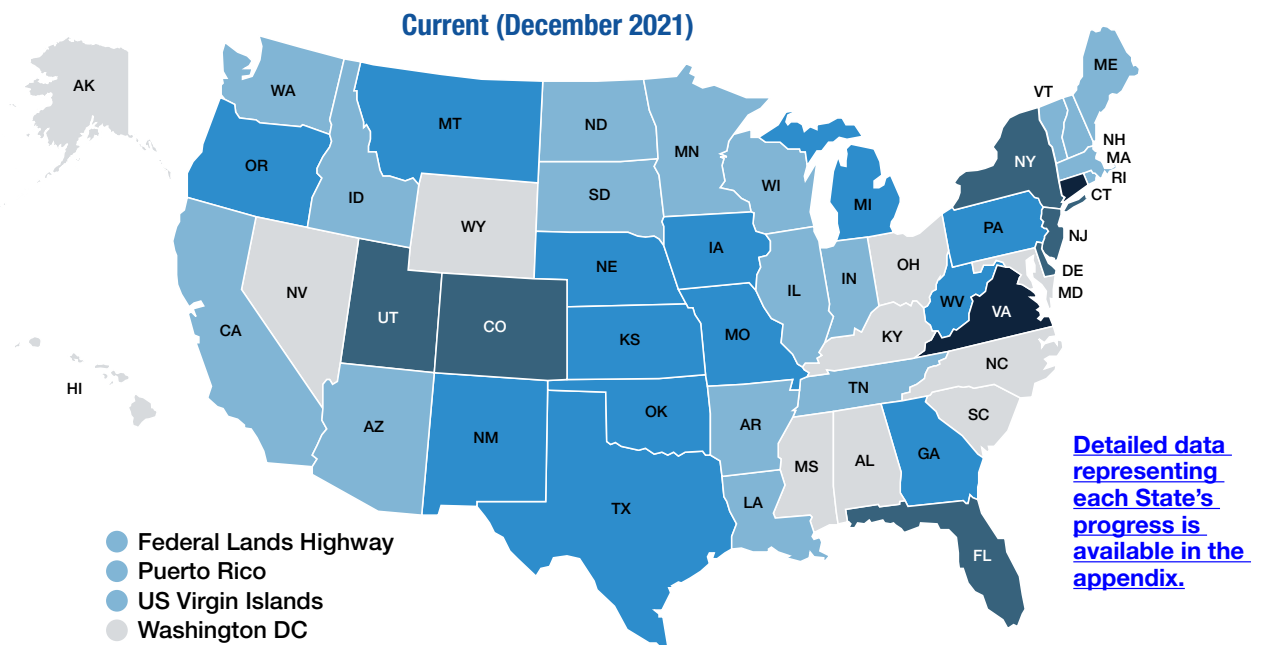 Current (December 2021)
AK
WA
MT
ND
MN
ME
VT
NH
MA
RI
CT
NY
OR
ID
SD
WI
MI
WY
IA
PA
NJ
NE
OH
DE
MD
NV
IL
IN
WV
VA
UT
CO
CA
KS
MO
KY
HI
NC
TN
AZ
NM
OK
AR
SC
MS
AL
GA
TX
LA
FL
Detailed data
representing
each State’s
progress is
available in the
appendix.
Federal Lands Highway
Puerto Rico
US Virgin Islands
Washington DC